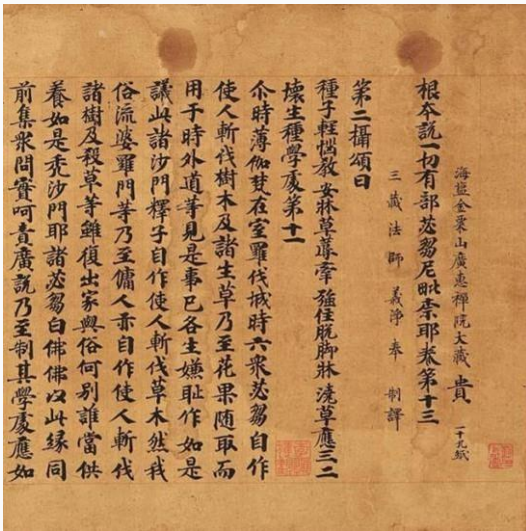 海鹽金粟山廣惠禪院大藏 貴 一十九紙
根本說一切有部苾芻尼毗奈耶卷第十三
三藏法師 義淨奉 制譯
第二攝頌曰
種子輕惱教 安牀草蓐牽 強住脫脚牀 澆草應三二
壞生種學處第十一
尒時薄伽梵在室羅伐城時六衆苾芻自作
使人斬伐樹木及諸生草乃至花果隨取而
用于時外道等見是事已各生嫌耻作如是
議此諸沙門釋子自作使人斬伐草木然我
俗流婆羅門等乃至傭人亦自作使人斬伐
諸樹及殺草等雖復出家與俗何別誰當供
養如是禿沙門耶諸苾芻白佛佛以此緣同
前集衆問實呵責廣說乃至制其學處應如